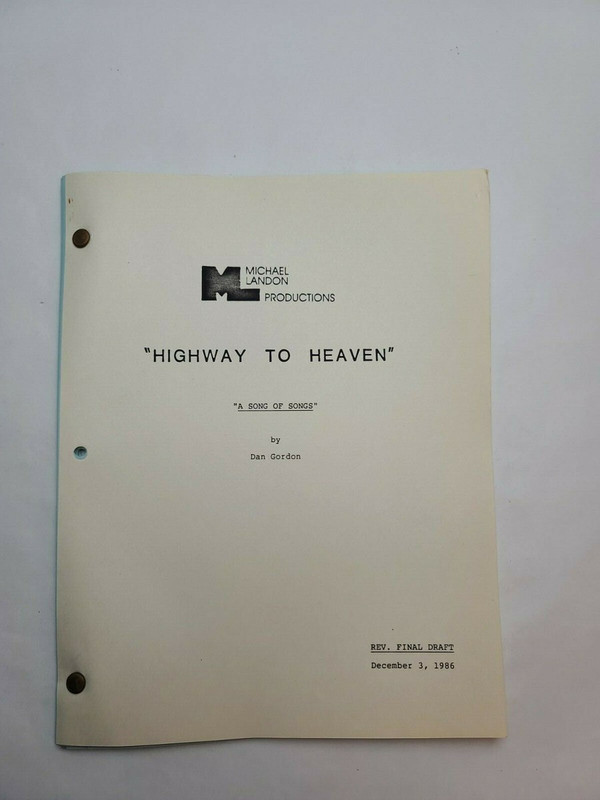 MICHAEL
LANDON
PRODUCTIONS
"HIGHWAY TO HEAVEN"
"A SONG OF SONGS"
by
Dan Gordon
REV. FINAL DRAFT
December 3, 1986